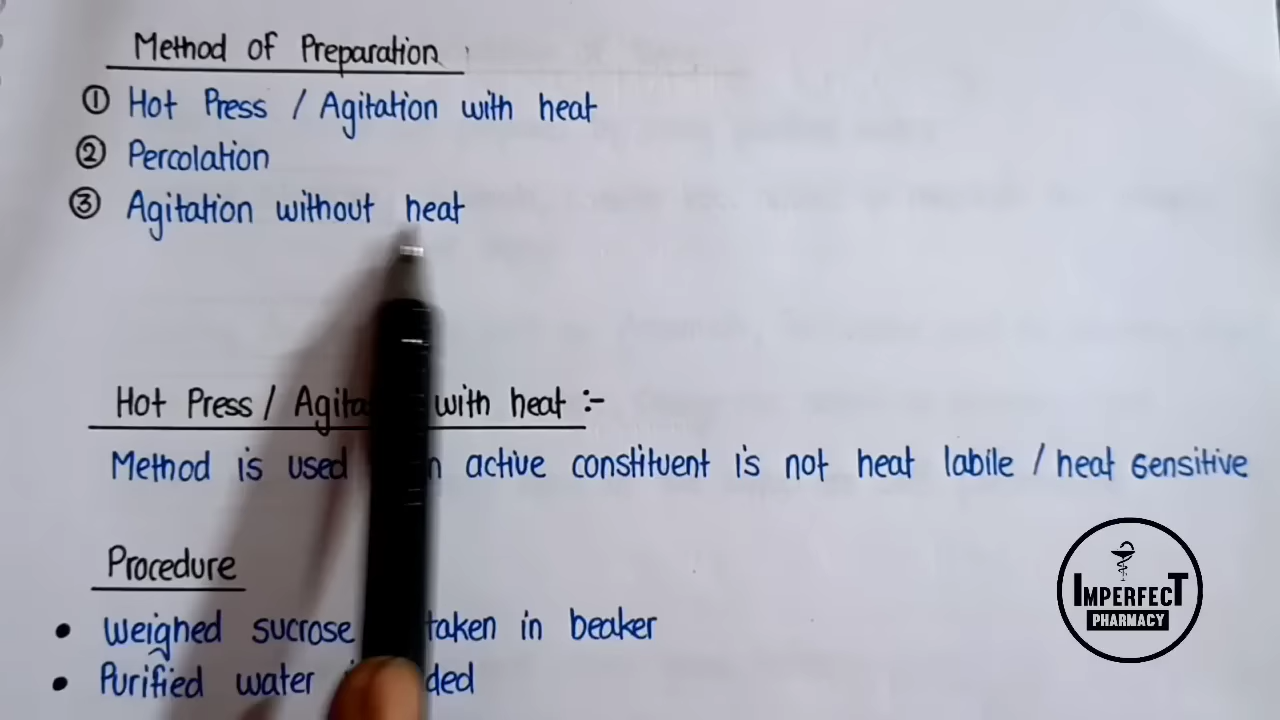 Method of Preparation
① Hot Press / Agitation with heat
② Percolation
③ Agitation without heat
Hot Press / with heat :-
Method is used active constituent is not heat labile / heat sensitive
Procedure
• Weighed sucrose taken in beaker
• Purified water
IMPERFECT
PHARMACY